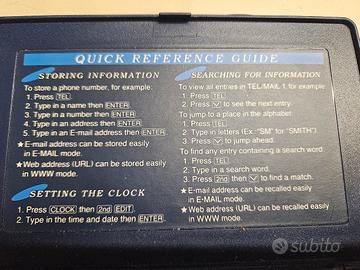 QUICK REFERENCE GUIDE
STORING INFORMATION
To store a phone number, for example:
1. Press TEL.
2. Type in a name then ENTER.
3. Type in a number then ENTER.
4. Type in an address then ENTER.
5. Type in an E-mail address then ENTER.
★E-mail address can be stored easily
in E-MAIL mode.
★Web address (URL) can be stored easily
in WWW mode.
SETTING THE CLOCK
1. Press CLOCK then 2nd EDIT.
2. Type in the time and date then ENTER.
SEARCHING FOR INFORMATION
To view all entries in TEL/MAIL 1, for example:
1. Press TEL.
2. Press ∨ to see the next entry.
To jump to a place in the alphabet:
1. Press TEL.
2. Type in letters (Ex: "SM" for "SMITH").
3. Press ∨ to jump ahead.
To find any entry containing a search word:
1. Press TEL.
2. Type in a search word.
3. Press 2nd then ∨ to find a match.
★E-mail address can be recalled easily
in E-MAIL mode.
★Web address (URL) can be recalled easily
in WWW mode.
subito